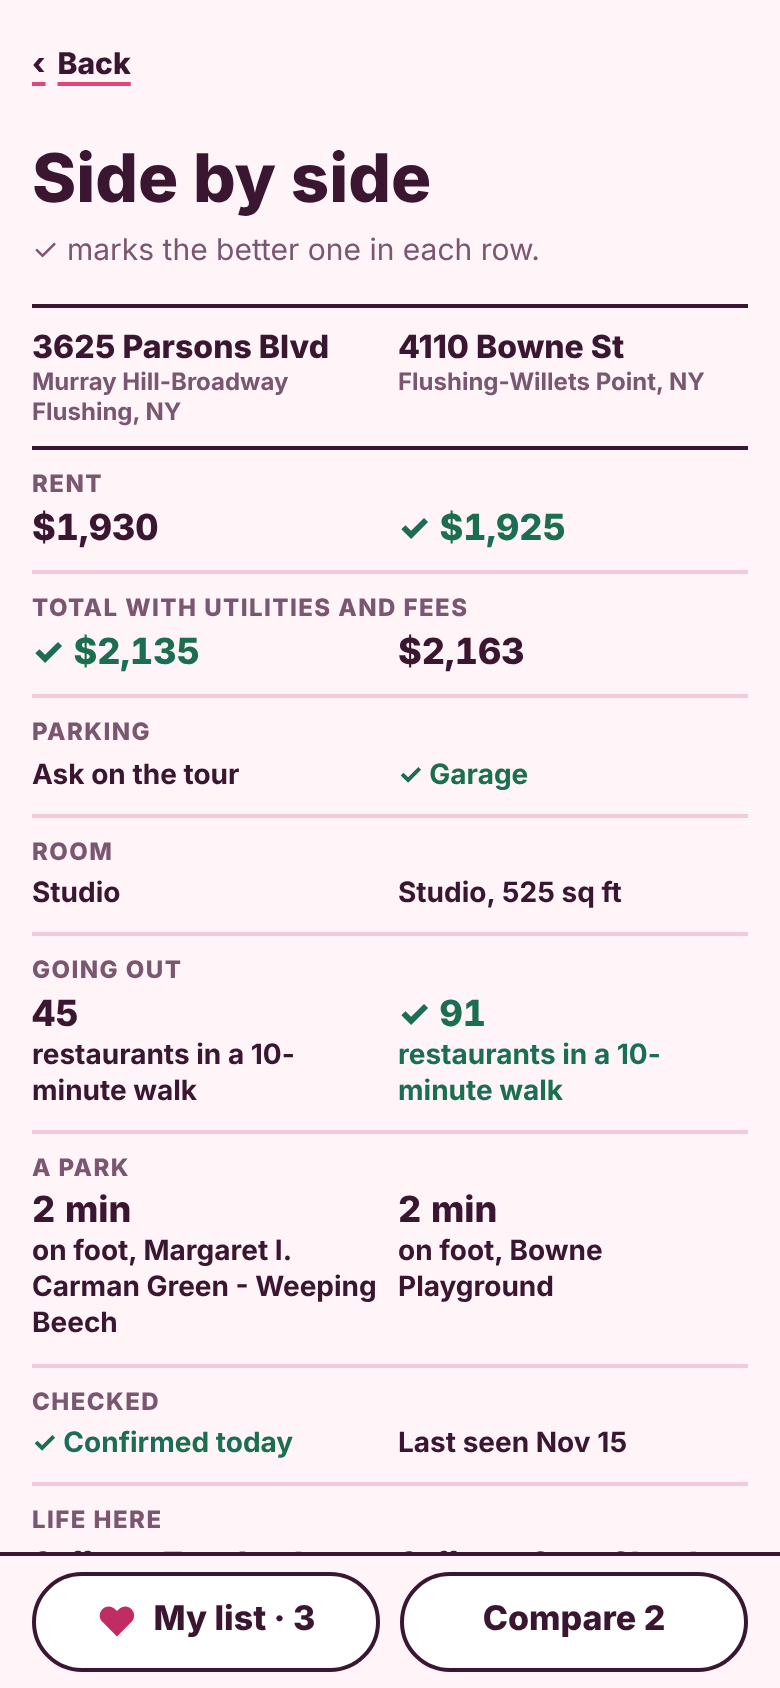 ‹ Back
Side by side
✓ marks the better one in each row.
3625 Parsons Blvd
Murray Hill-Broadway
Flushing, NY
4110 Bowne St
Flushing-Willets Point, NY
RENT
$1,930
✓ $1,925
TOTAL WITH UTILITIES AND FEES
✓ $2,135
$2,163
PARKING
Ask on the tour
✓ Garage
ROOM
Studio
Studio, 525 sq ft
GOING OUT
45
restaurants in a 10-
minute walk
✓ 91
restaurants in a 10-
minute walk
A PARK
2 min
on foot, Margaret I.
Carman Green - Weeping
Beech
2 min
on foot, Bowne
Playground
CHECKED
✓ Confirmed today
Last seen Nov 15
LIFE HERE
My list · 3
Compare 2